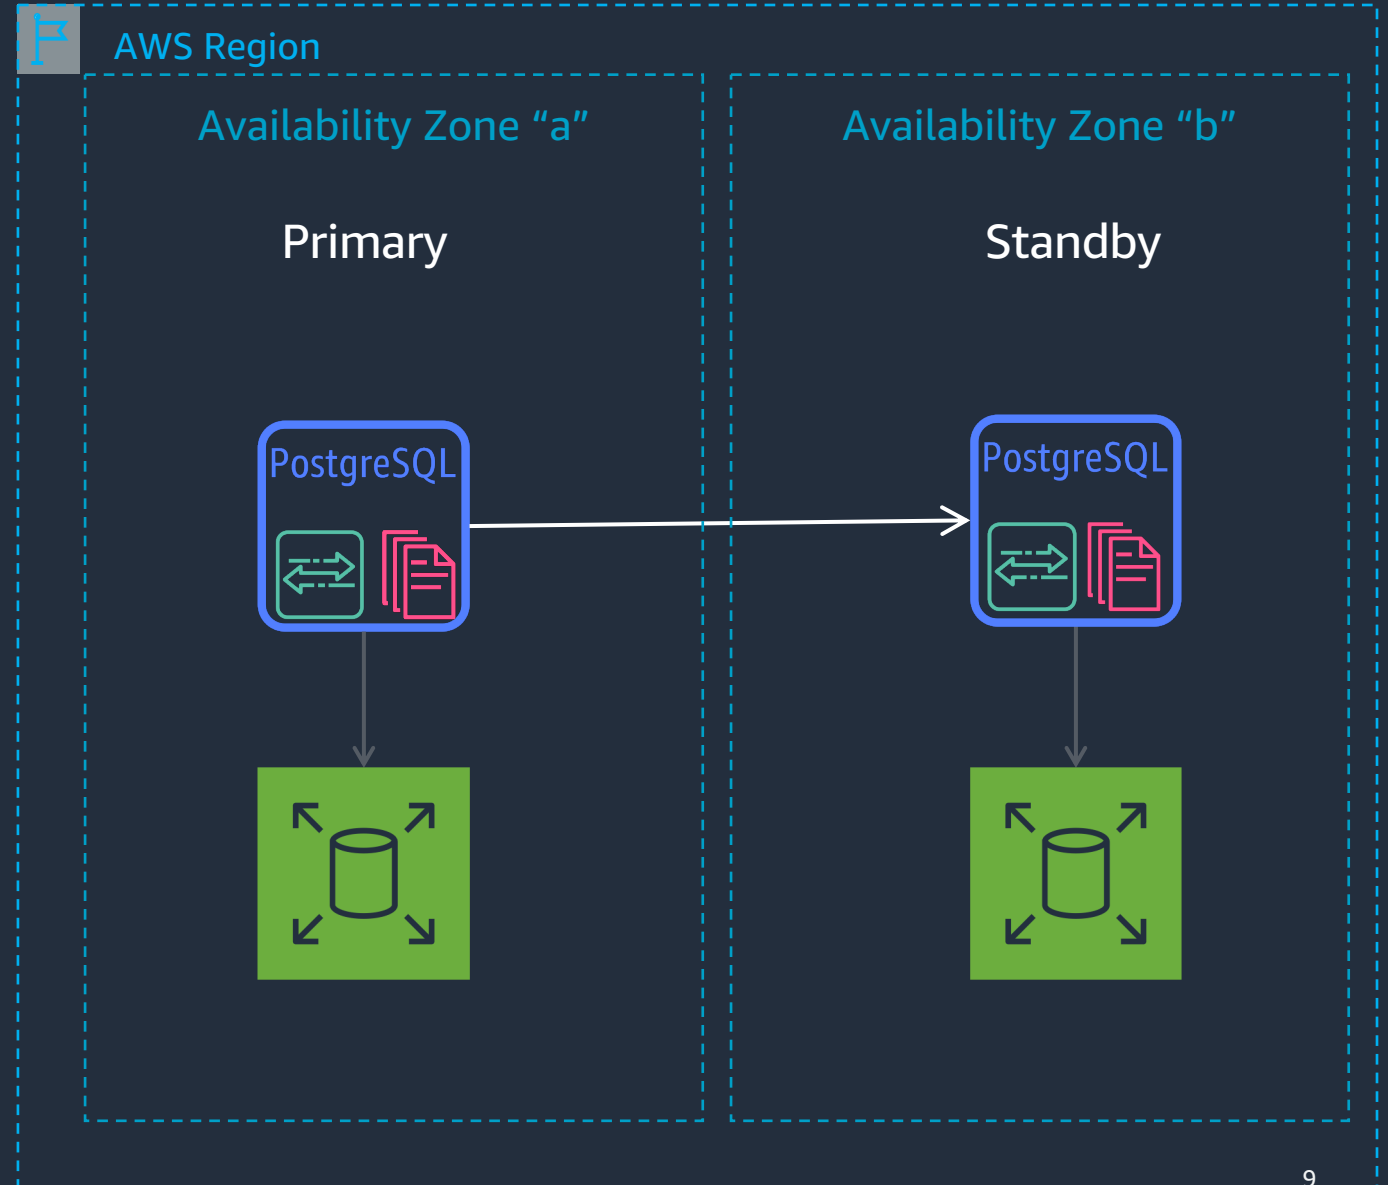 AWS Region
Availability Zone “a”
Availability Zone “b”
Primary
Standby
PostgreSQL
PostgreSQL
9